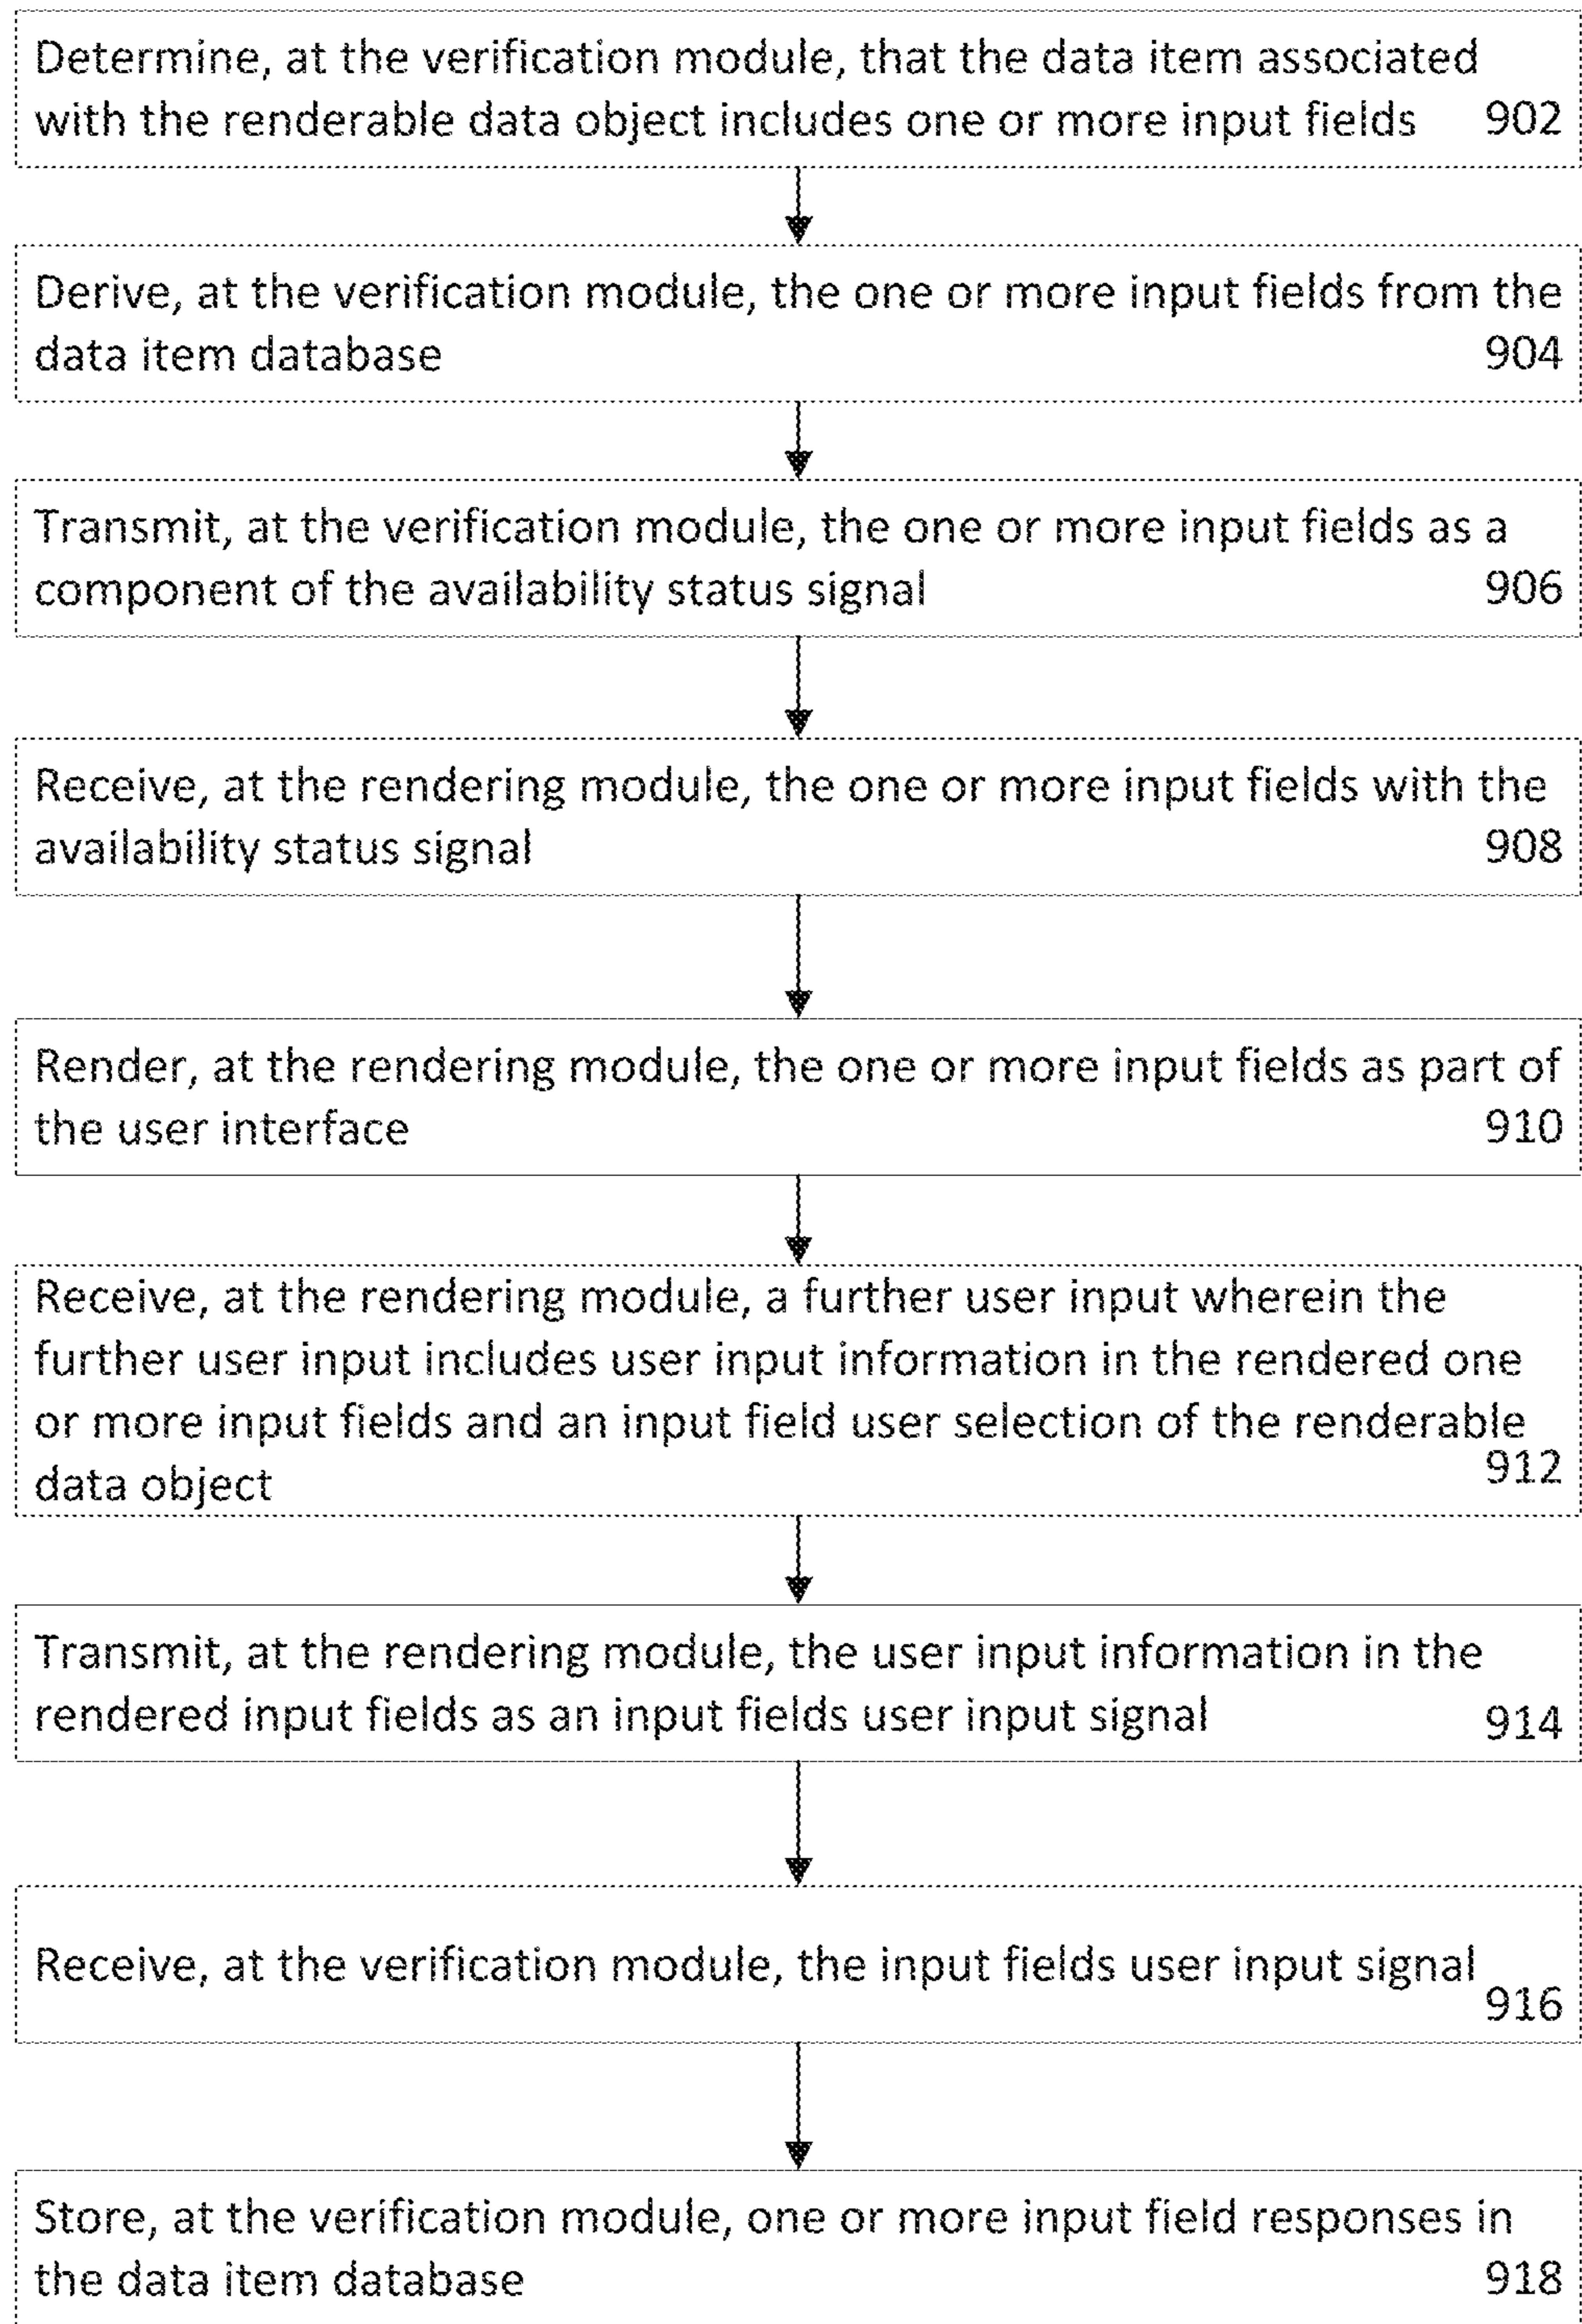 Determine, at the verification module, that the data item associated
with the renderable data object includes one or more input fields 902
Derive, at the verification module, the one or more input fields from the
data item database 904
Transmit, at the verification module, the one or more input fields as a
component of the availability status signal 906
Receive, at the rendering module, the one or more input fields with the
availability status signal 908
Render, at the rendering module, the one or more input fields as part of
the user interface 910
Receive, at the rendering module, a further user input wherein the
further user input includes user input information in the rendered one
or more input fields and an input field user selection of the renderable
data object 912
Transmit, at the rendering module, the user input information in the
rendered input fields as an input fields user input signal 914
Receive, at the verification module, the input fields user input signal
916
Store, at the verification module, one or more input field responses in
the data item database 918